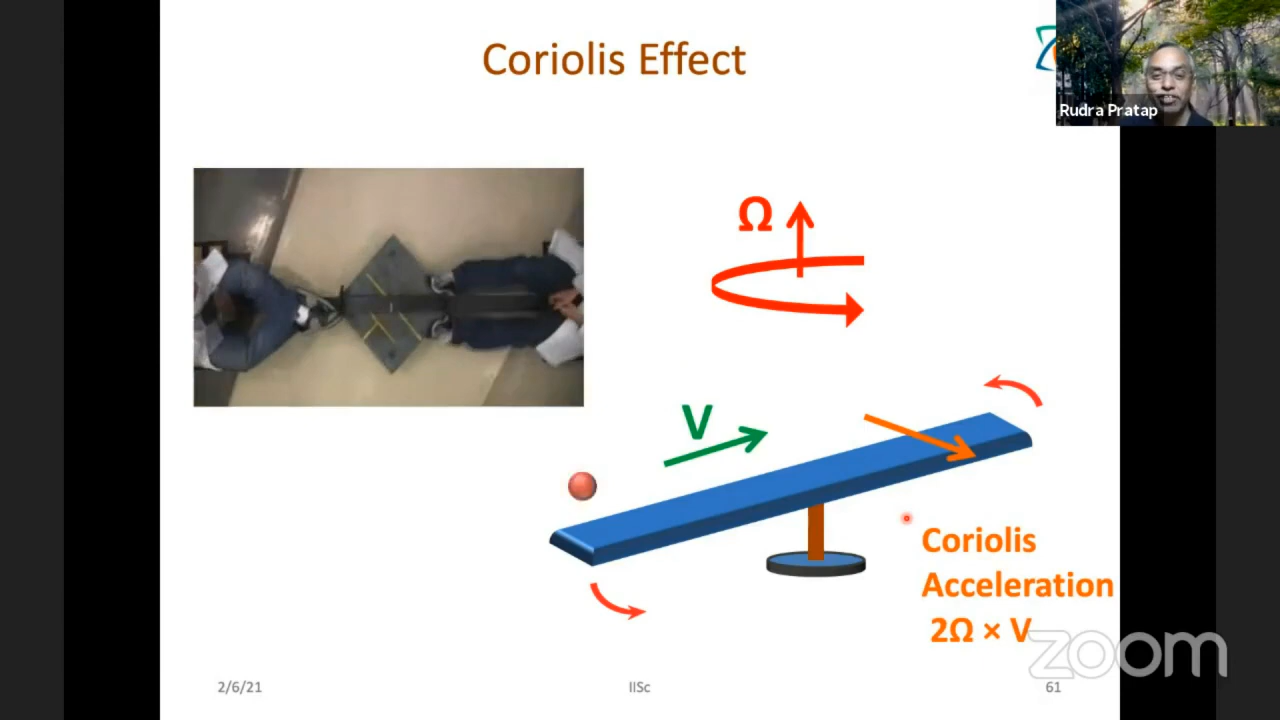 Coriolis Effect
Rudra Pratap
Ω
V
Coriolis
Acceleration
2Ω × V
zoom
2/6/21
IISc
61